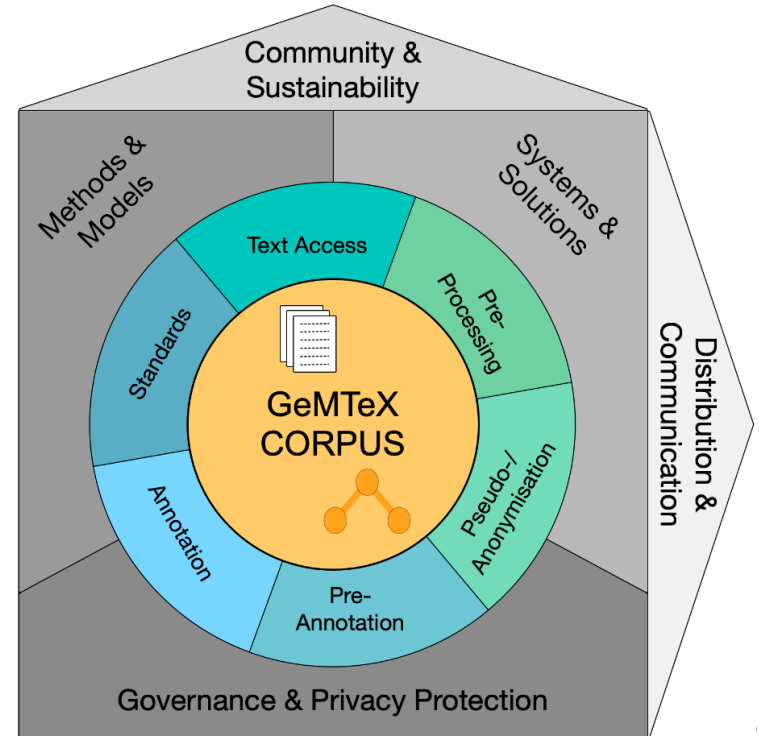 Community &
Sustainability
Methods &
Models
Systems &
Solutions
Text Access
Pre-
Processing
Standards
GeMTeX
CORPUS
Distribution &
Communication
Pseudo-/
Anonymisation
Annotation
Pre-
Annotation
Governance & Privacy Protection